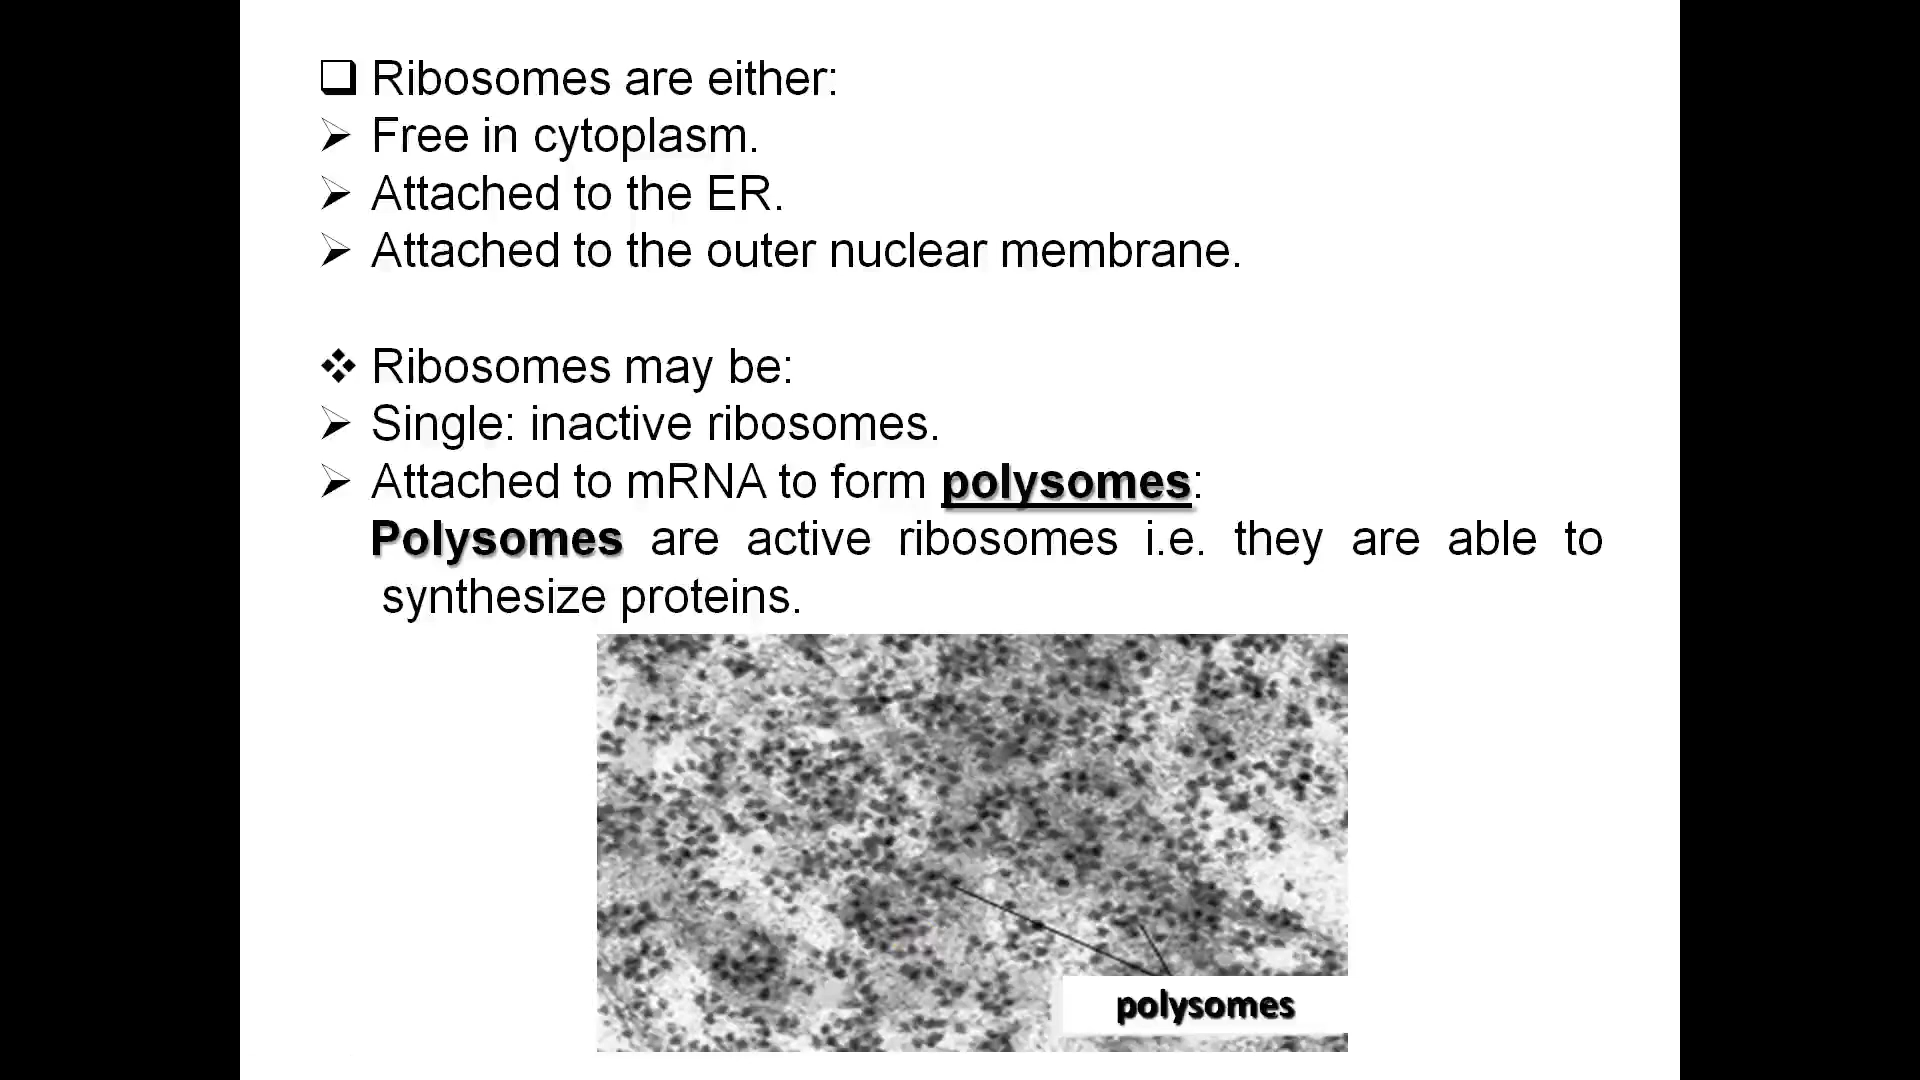 Ribosomes are either:
Free in cytoplasm.
Attached to the ER.
Attached to the outer nuclear membrane.
Ribosomes may be:
Single: inactive ribosomes.
Attached to mRNA to form polysomes:
Polysomes are active ribosomes i.e. they are able to
synthesize proteins.
polysomes